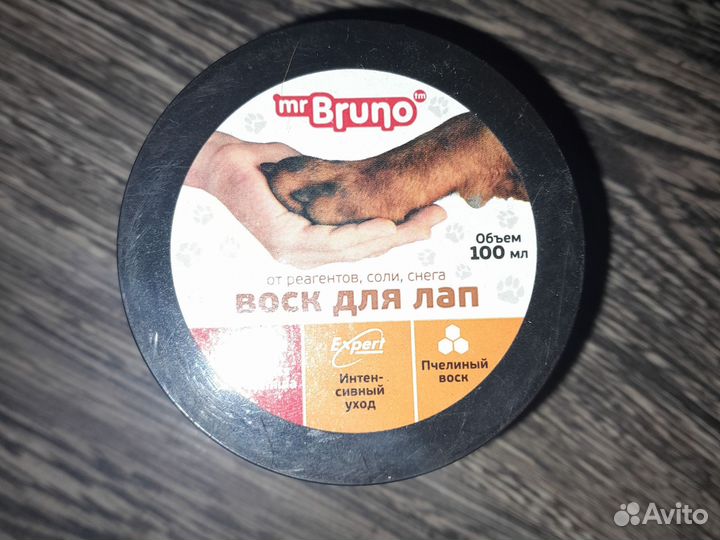 mr Bruno tm
Объем
100 мл
от реагентов, соли, снега
воск для лап
Expert
Интен-
сивный
уход
Пчелиный
воск
Avito